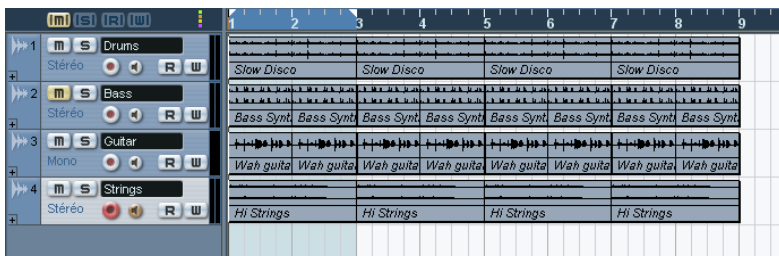 M S R W 1 2 3 4 5 6 7 8 9
1 m S Drums
Stéréo R W
Slow Disco Slow Disco Slow Disco Slow Disco
2 m S Bass
Stéréo R W
Bass Synt Bass Synt Bass Synt Bass Synt Bass Synt Bass Synt Bass Synt Bass Synt
3 m S Guitar
Mono R W
Wah guita Wah guita Wah guita Wah guita Wah guita Wah guita Wah guita Wah guita
4 m S Strings
Stéréo R W
Hi Strings Hi Strings Hi Strings Hi Strings